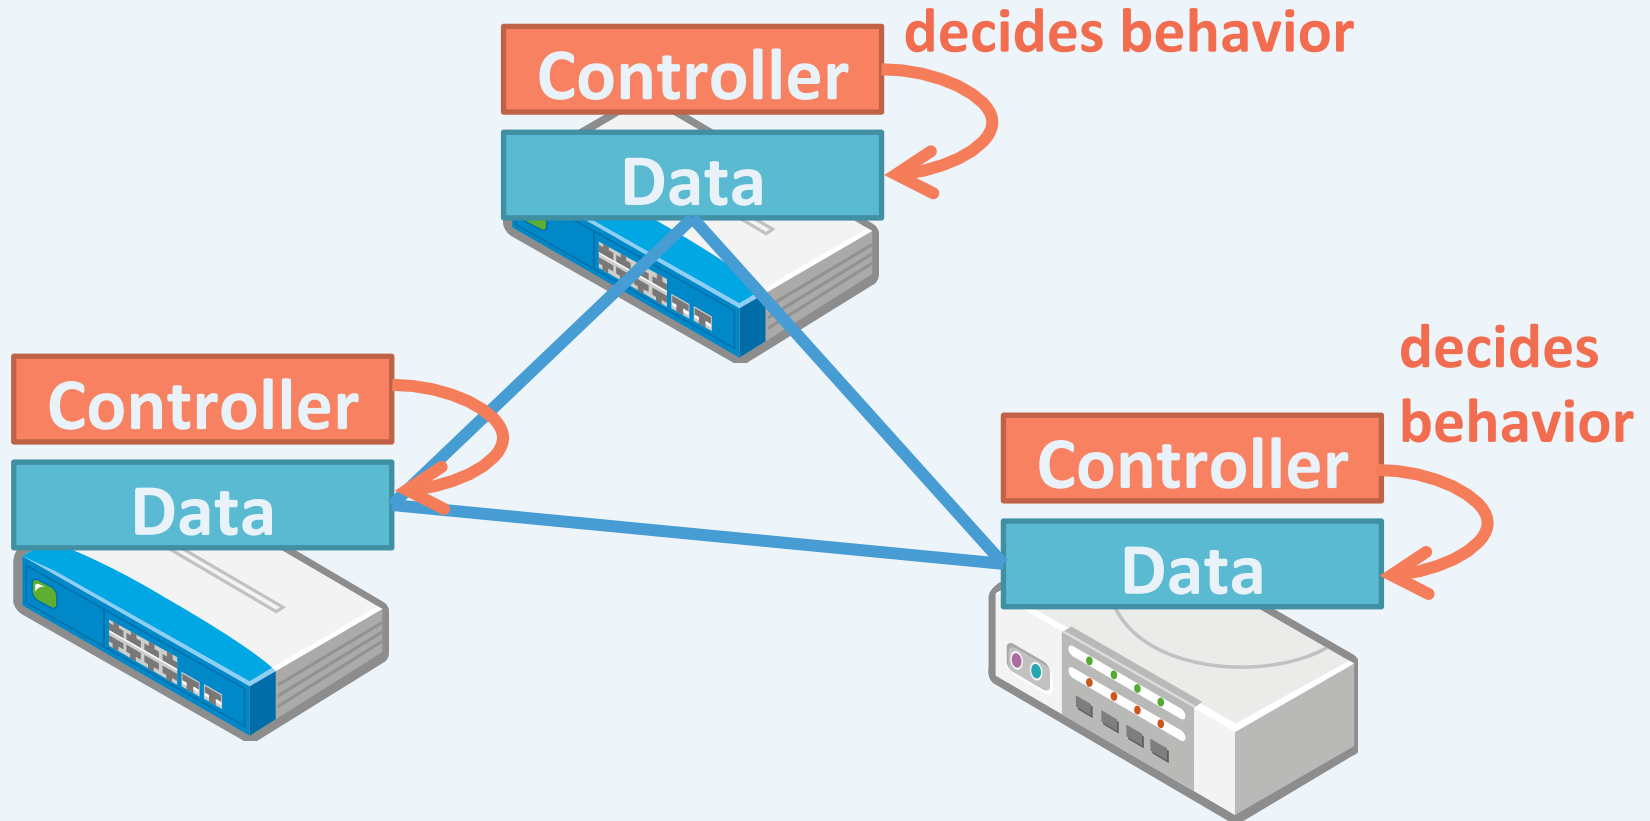 decides behavior
Controller
Data
Controller
Data
decides
behavior
Controller
Data